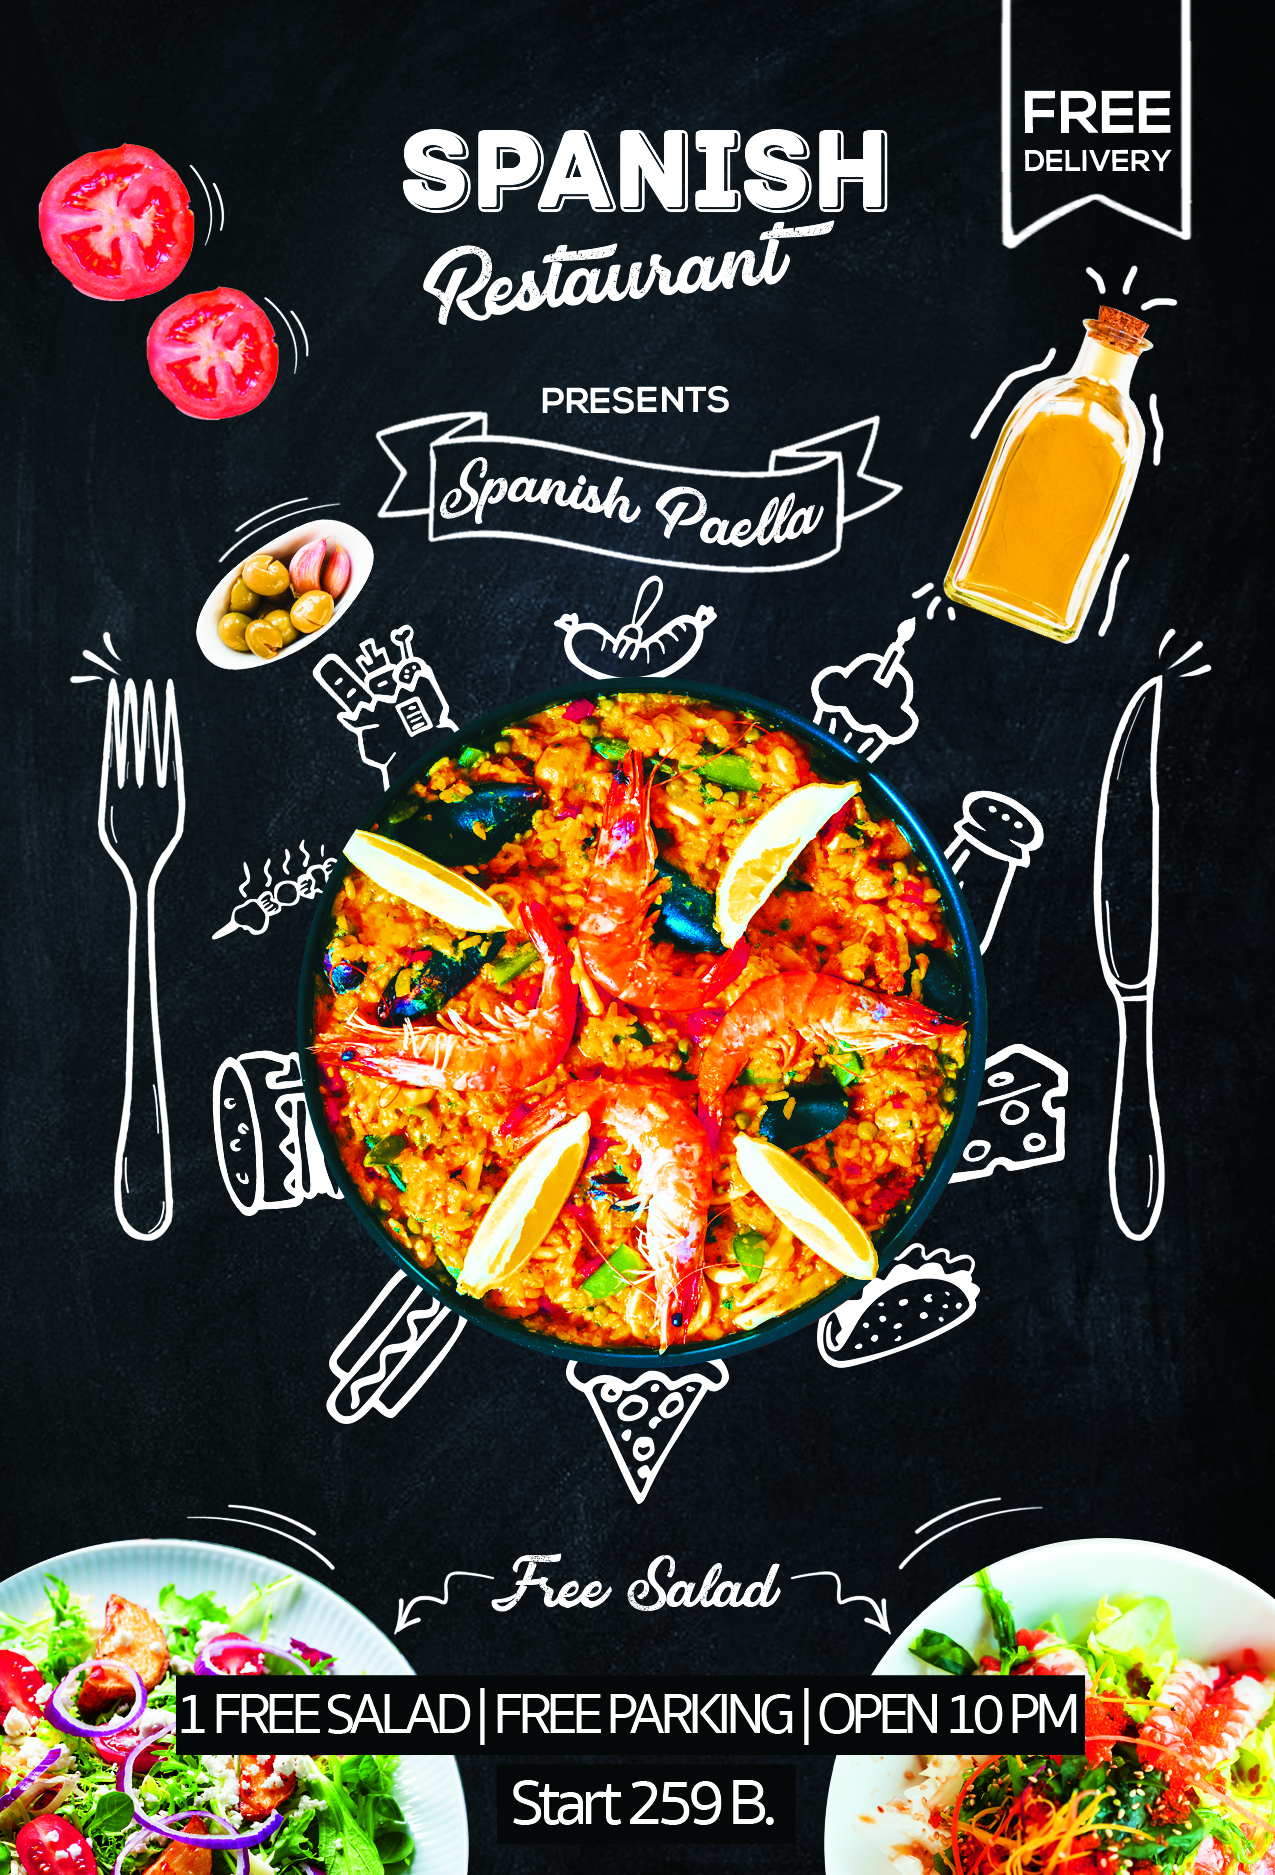 FREE
DELIVERY
SPANISH
Restaurant
PRESENTS
Spanish Paella
Free Salad
1 FREE SALAD | FREE PARKING | OPEN 10 PM
Start 259 B.